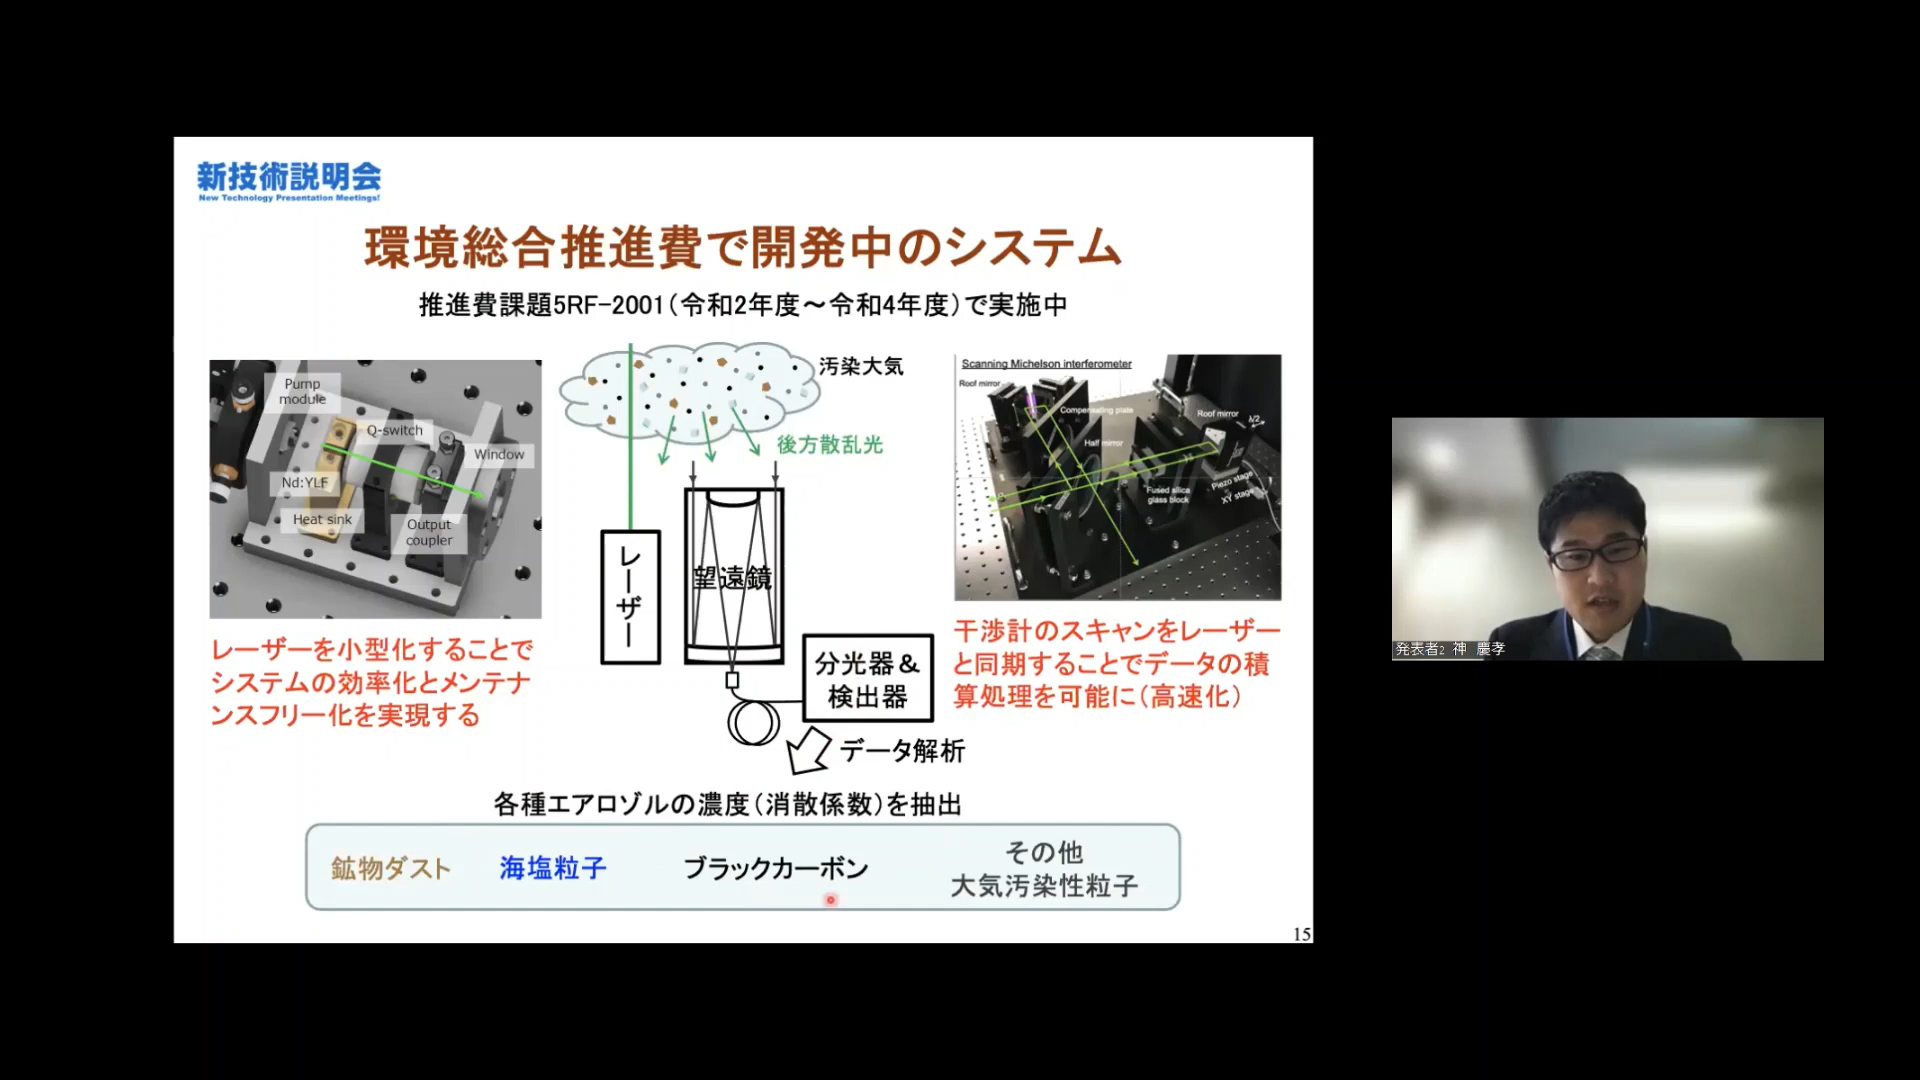 新技術説明会
New Technology Presentation Meetings!
環境総合推進費で開発中のシステム
推進費課題5RF-2001(令和2年度～令和4年度)で実施中
Pump
module
Q-switch
Window
Nd:YLF
Heat sink
Output
coupler
レーザーを小型化することで
システムの効率化とメンテナ
ンスフリー化を実現する
汚染大気
後方散乱光
レーザー
望遠鏡
分光器&
検出器
データ解析
Scanning Michelson interferometer
Roof mirror
Compensating plate
Roof mirror
λ/2
Half mirror
Fused silica
glass block
Piezo stage
XY stage
干渉計のスキャンをレーザー
と同期することでデータの積
算処理を可能に(高速化)
各種エアロゾルの濃度(消散係数)を抽出
鉱物ダスト
海塩粒子
ブラックカーボン
その他
大気汚染性粒子
15
発表者2 神 慶孝